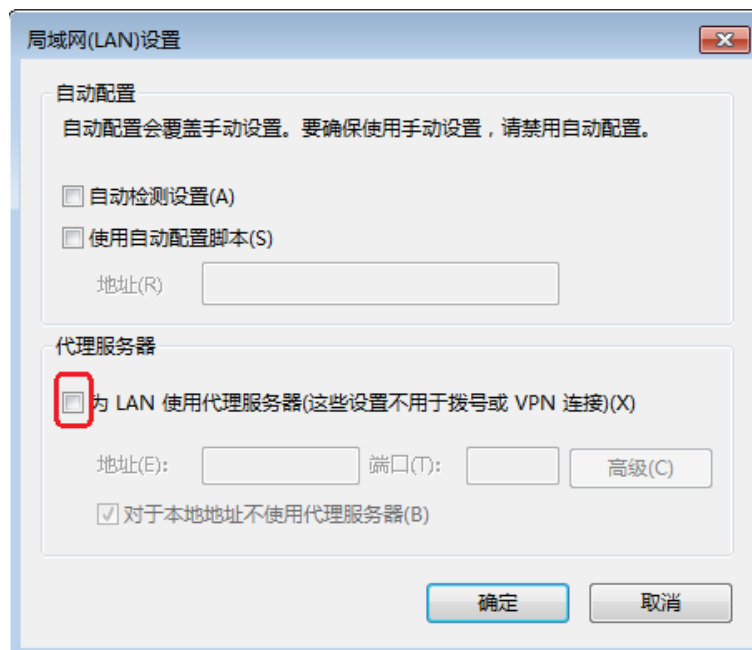 局域网(LAN)设置
自动配置
自动配置会覆盖手动设置。要确保使用手动设置，请禁用自动配置。
自动检测设置(A)
使用自动配置脚本(S)
地址(R)
代理服务器
为 LAN 使用代理服务器(这些设置不用于拨号或 VPN 连接)(X)
地址(E): 端口(T): 高级(C)
对于本地地址不使用代理服务器(B)
确定 取消